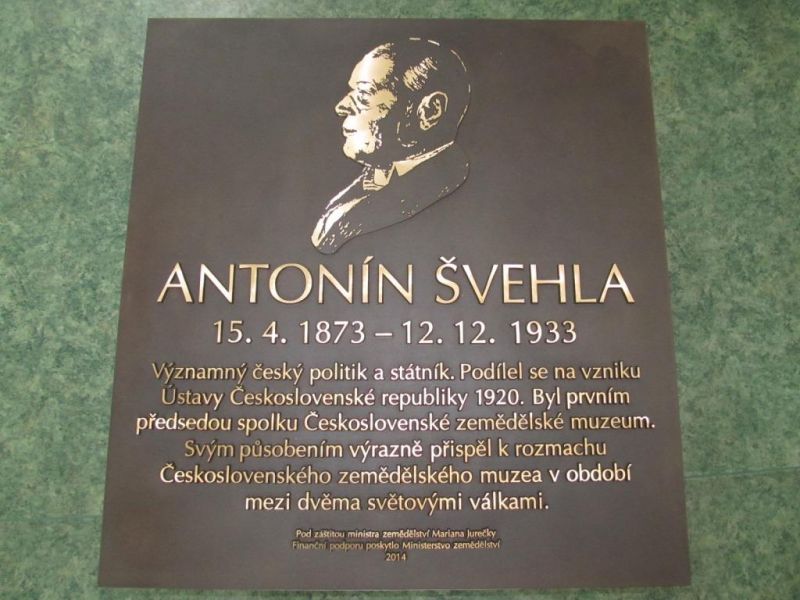 ANTONÍN ŠVEHLA
15. 4. 1873 – 12. 12. 1933
Významný český politik a státník. Podílel se na vzniku
Ústavy Československé republiky 1920. Byl prvním
předsedou spolku Československé zemědělské muzeum.
Svým působením výrazně přispěl k rozmachu
Československého zemědělského muzea v období
mezi dvěma světovými válkami.
Pod záštitou ministra zemědělství Mariana Jurečky
Finanční podporu poskytlo Ministerstvo zemědělství
2014